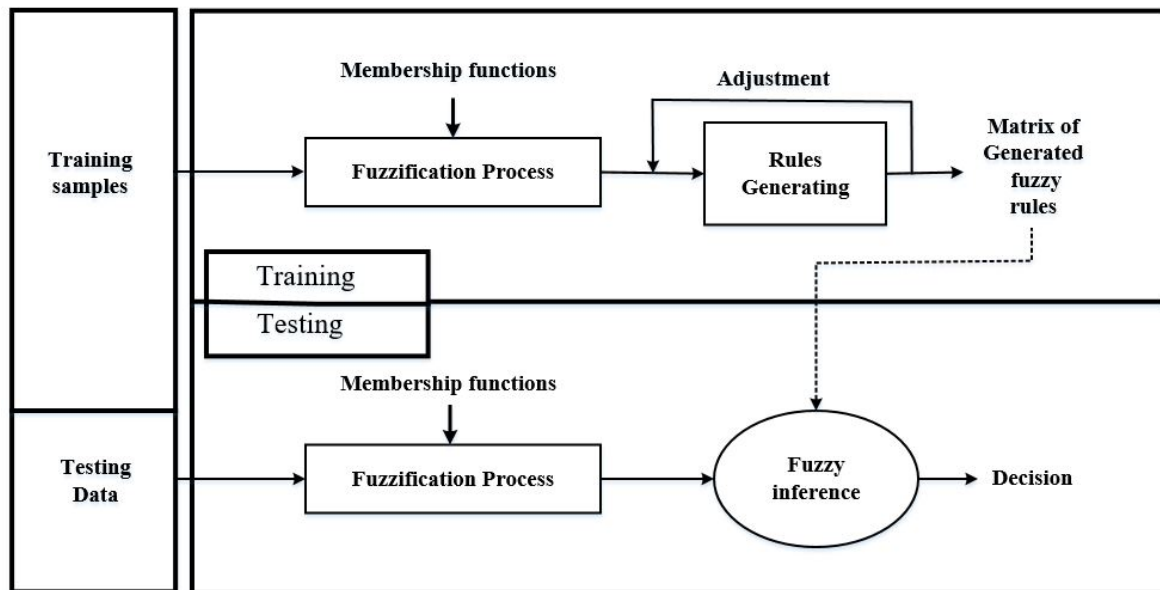 Membership functions
Adjustment
Training
samples
Fuzzification Process
Rules
Generating
Matrix of
Generated
fuzzy
rules
Training
Testing
Membership functions
Testing
Data
Fuzzification Process
Fuzzy
inference
Decision